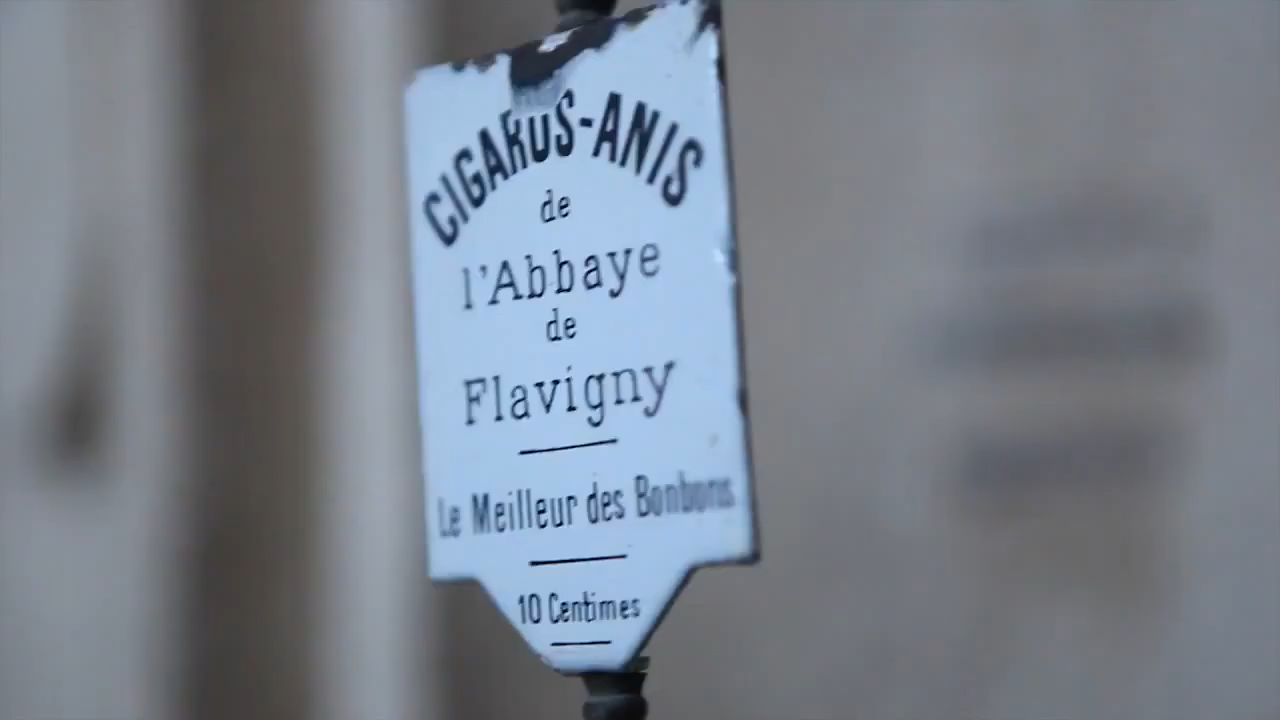 CIGARUS-ANIS
de
l'Abbaye
de
Flavigny
Le Meilleur des Bonbons
10 Centimes